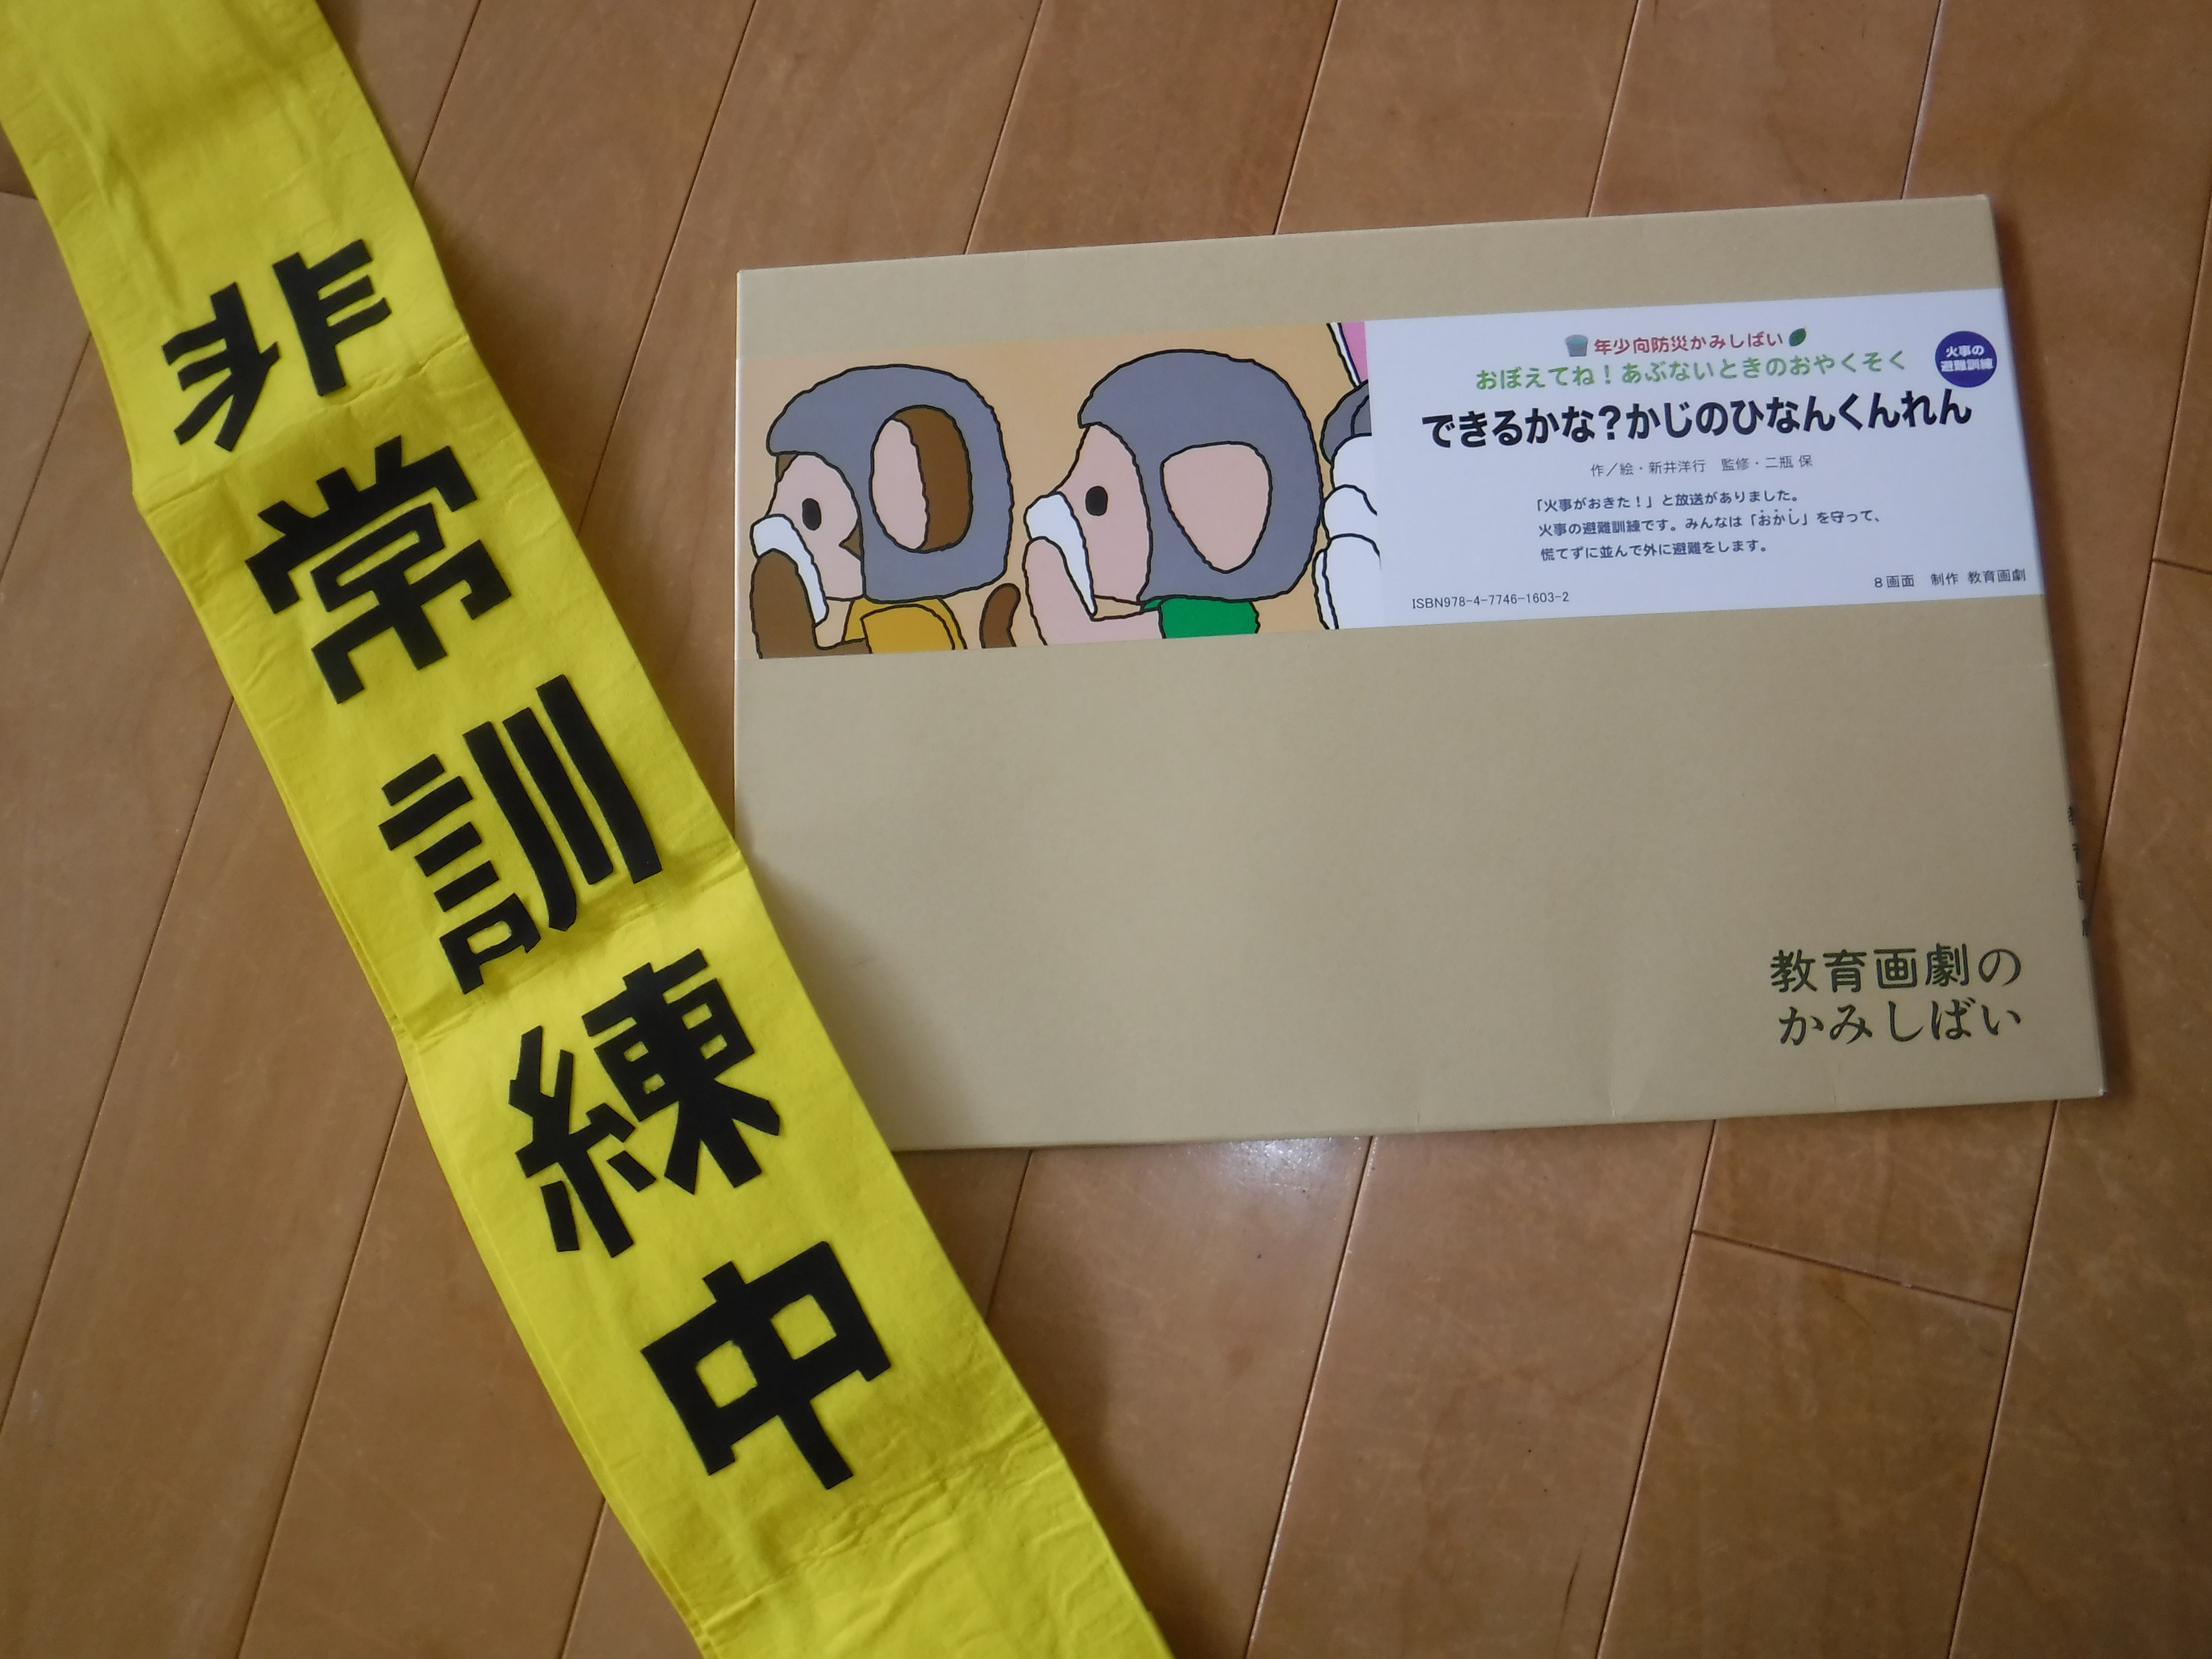 非常訓練中
年少向防災かみしばい
おぼえてね！あぶないときのおやくそく
火事の
避難訓練
できるかな？かじのひなんくんれん
作／絵・新井洋行　監修・二瓶 保
「火事がおきた！」と放送がありました。
火事の避難訓練です。みんなは「おかし」を守って、
慌てずに並んで外に避難をします。
8画面　制作 教育画劇
ISBN978-4-7746-1603-2
教育画劇の
かみしばい